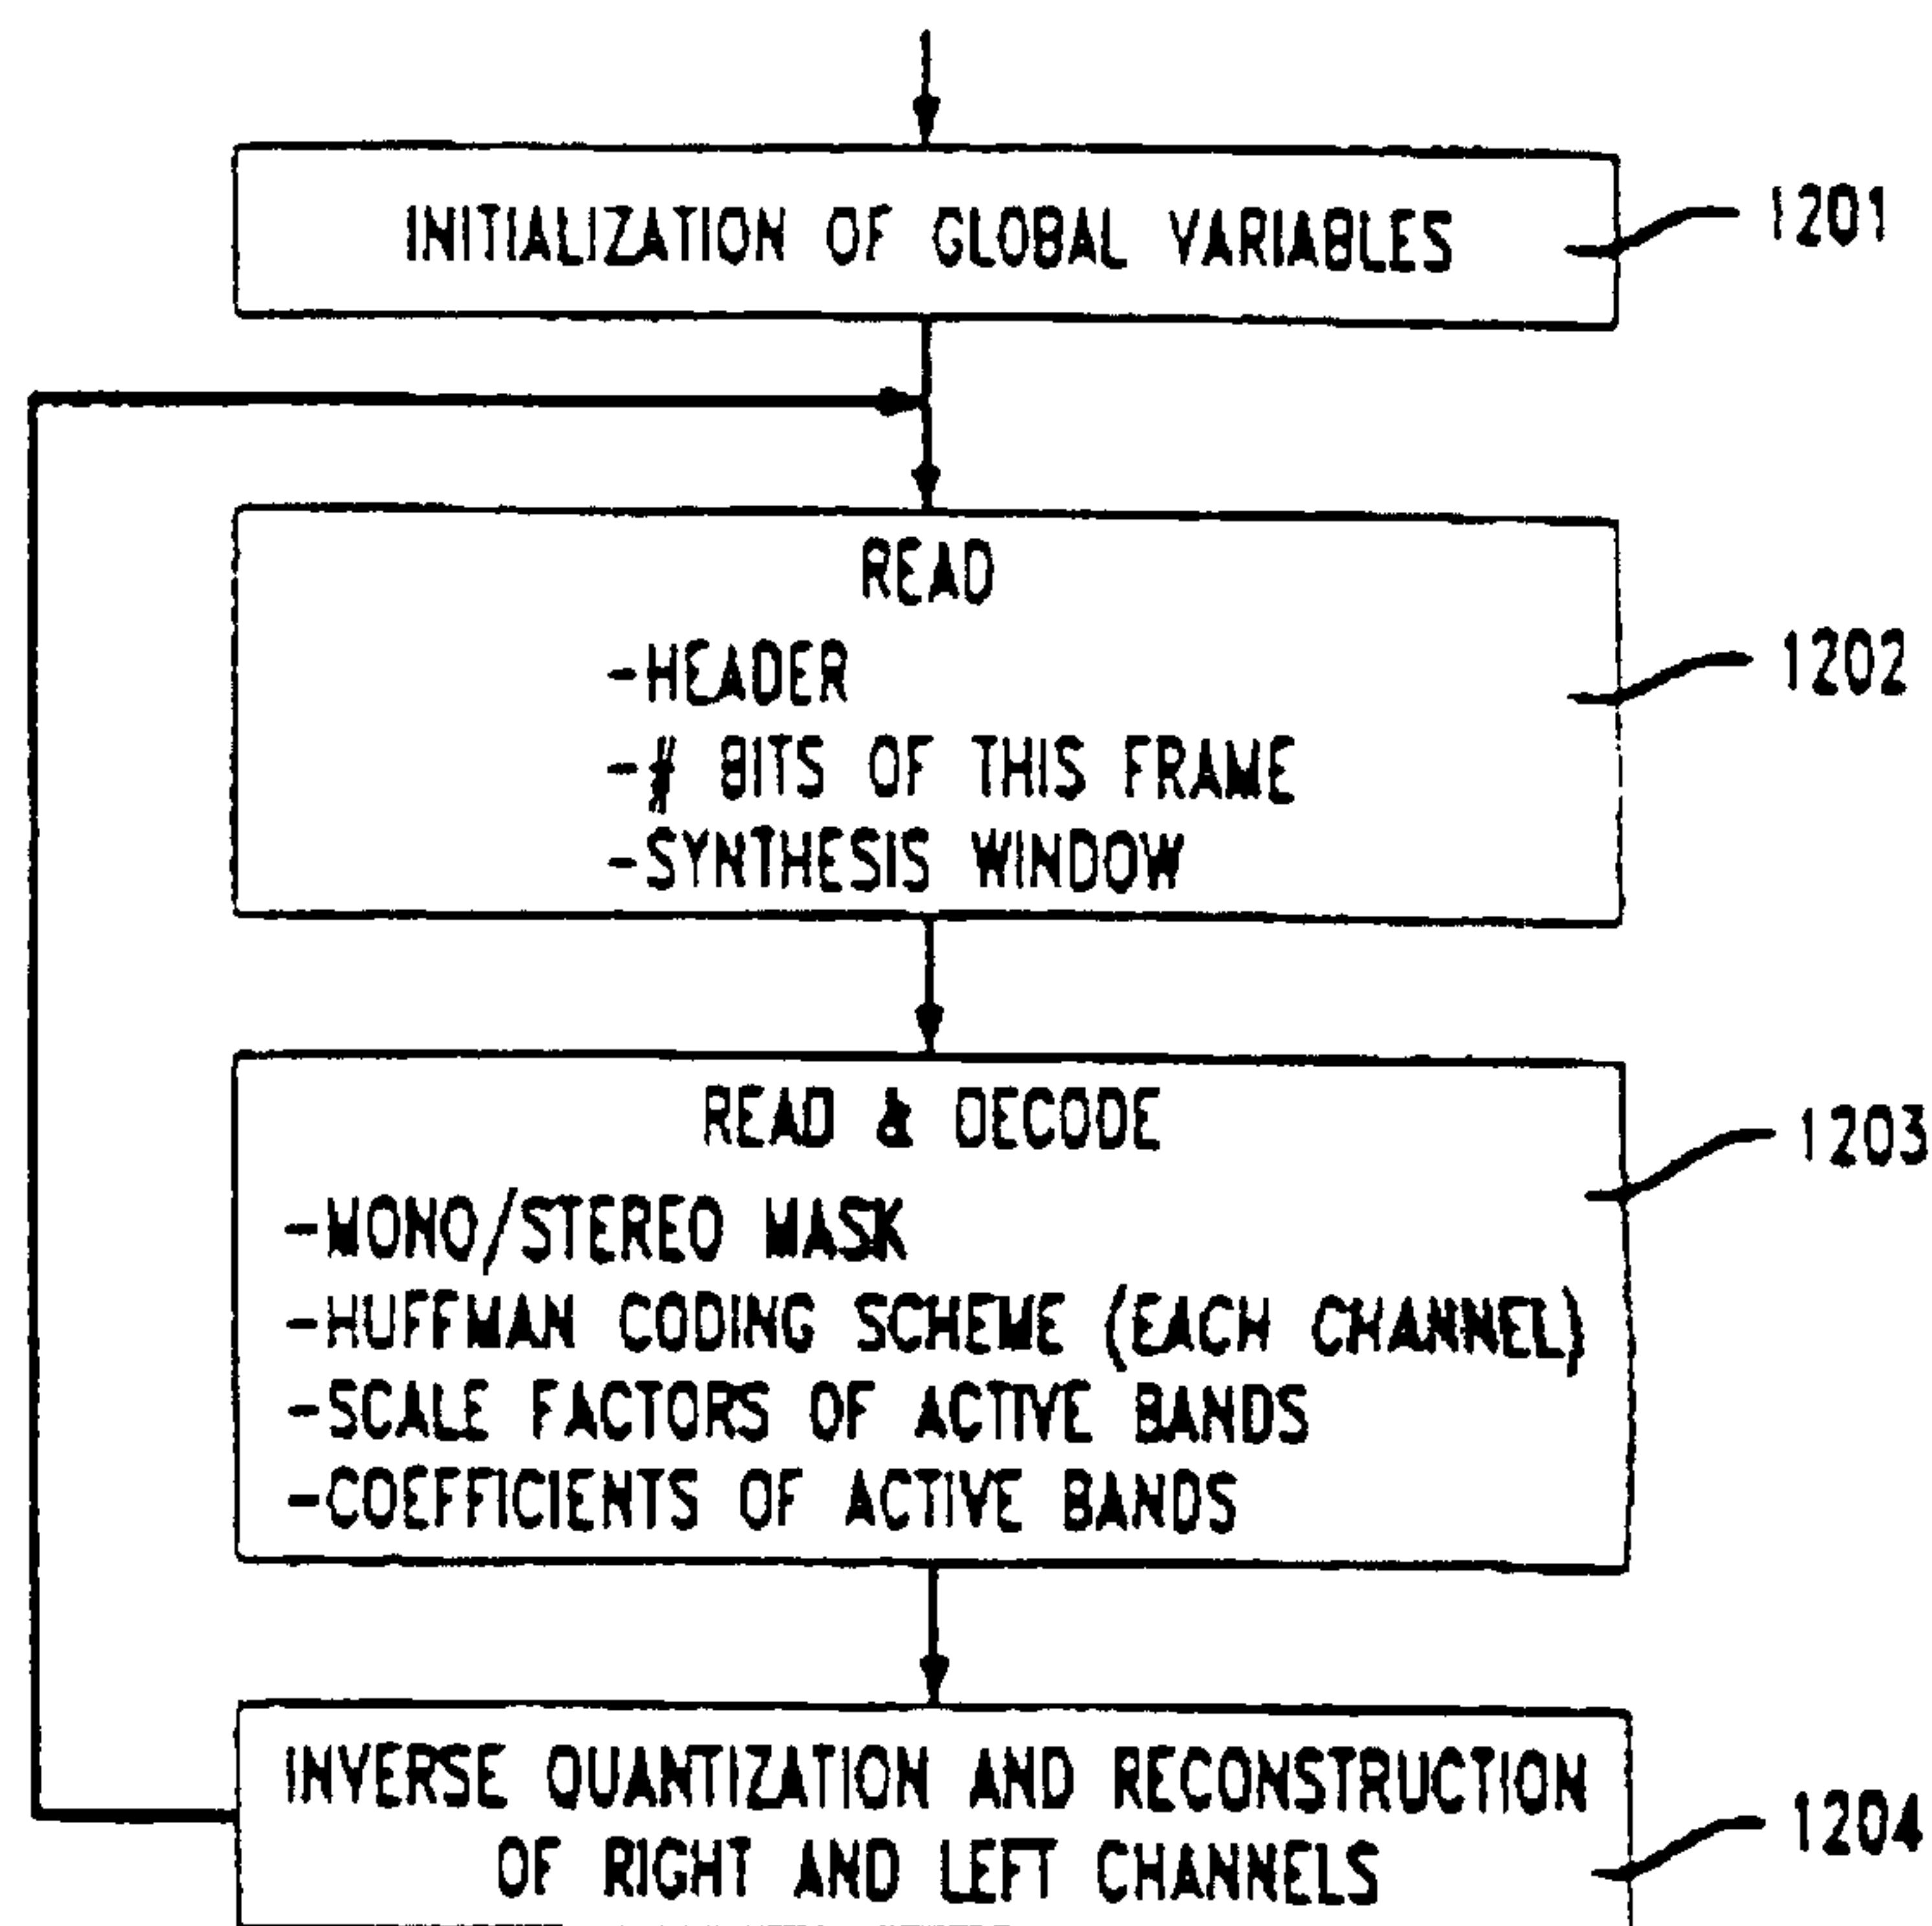 INITIALIZATION OF GLOBAL VARIABLES
1201
READ
-HEADER
-# BITS OF THIS FRAME
-SYNTHESIS WINDOW
1202
READ & DECODE
-MONO/STEREO MASK
-HUFFMAN CODING SCHEME (EACH CHANNEL)
-SCALE FACTORS OF ACTIVE BANDS
-COEFFICIENTS OF ACTIVE BANDS
1203
INVERSE QUANTIZATION AND RECONSTRUCTION
OF RIGHT AND LEFT CHANNELS
1204